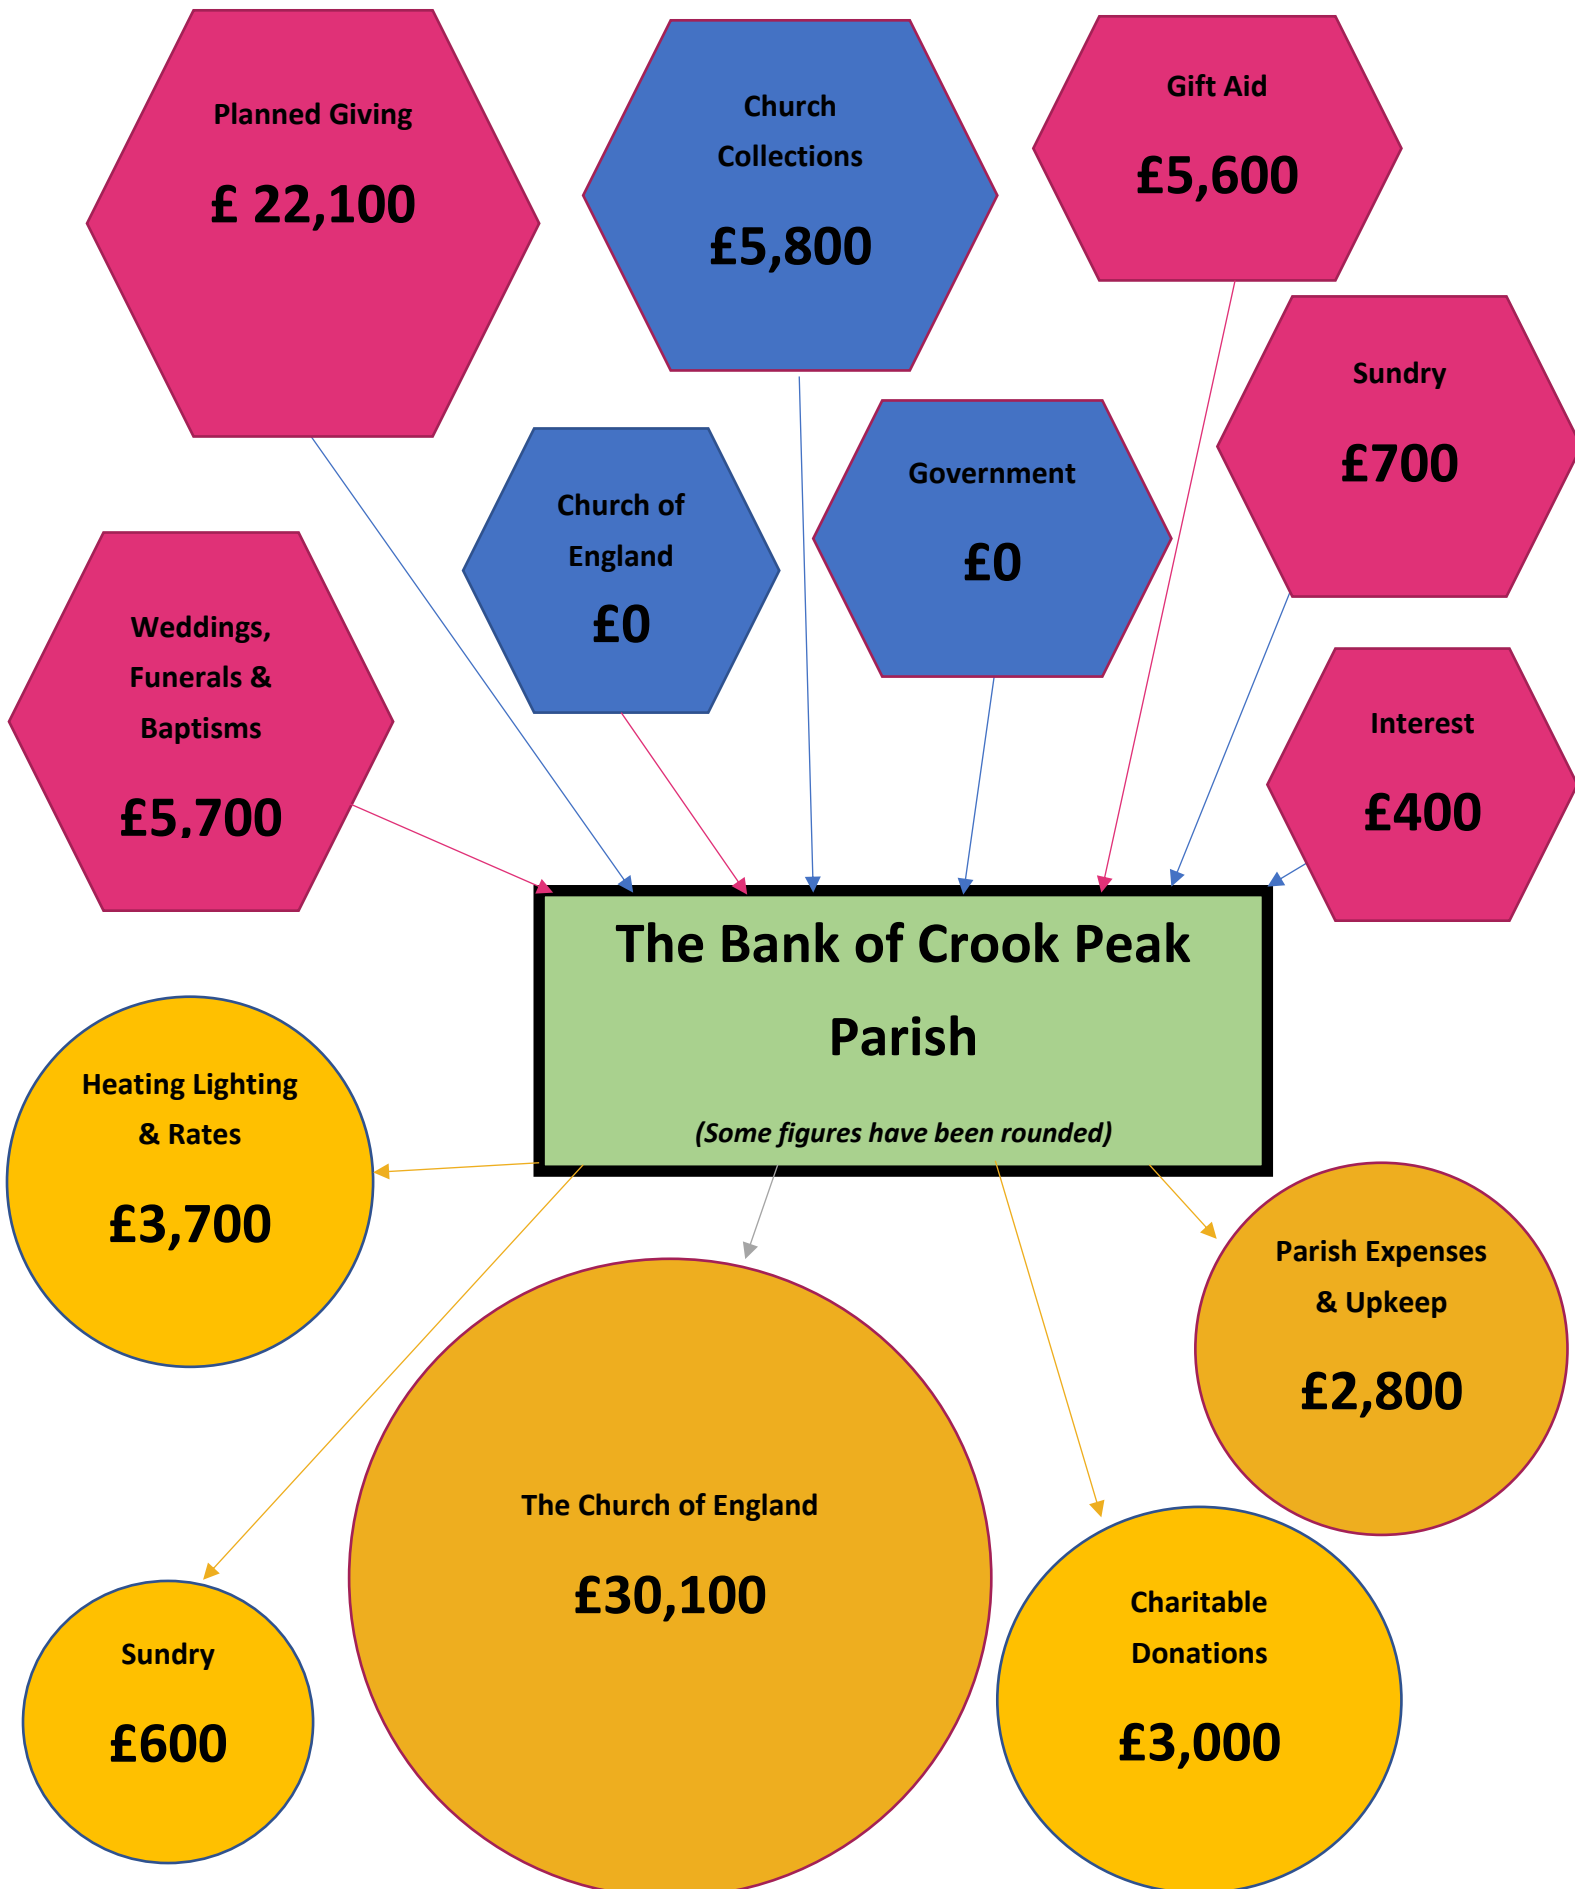 Planned Giving
£ 22,100
Church
Collections
£5,800
Gift Aid
£5,600
Sundry
£700
Government
£0
Church of
England
£0
Weddings,
Funerals &
Baptisms
£5,700
Interest
£400
The Bank of Crook Peak
Parish
(Some figures have been rounded)
Heating Lighting
& Rates
£3,700
Parish Expenses
& Upkeep
£2,800
The Church of England
£30,100
Charitable
Donations
£3,000
Sundry
£600